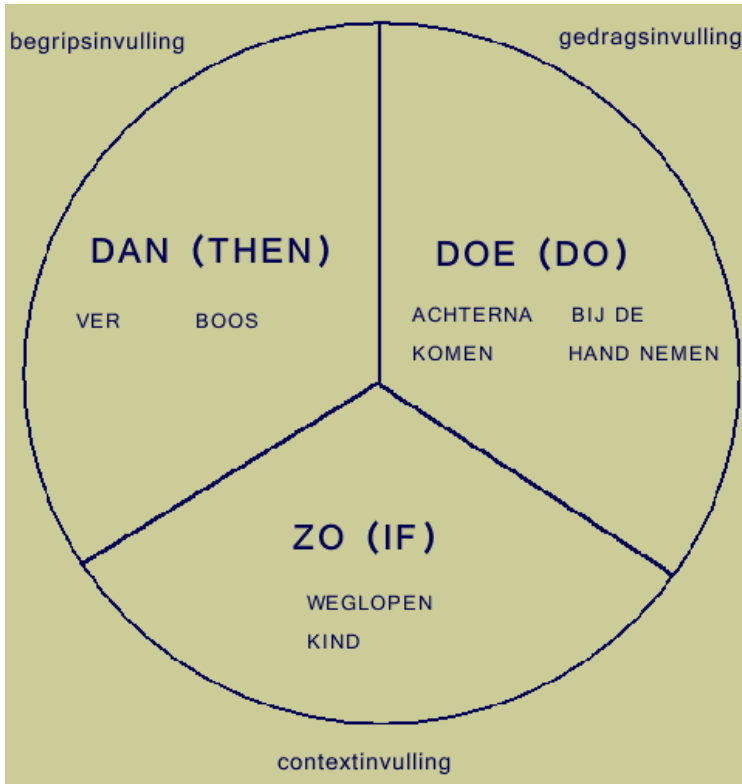 begripsinvulling
gedragsinvulling
DAN (THEN)
VER BOOS
DOE (DO)
ACHTERNA BIJ DE
KOMEN HAND NEMEN
ZO (IF)
WEGLOPEN
KIND
contextinvulling